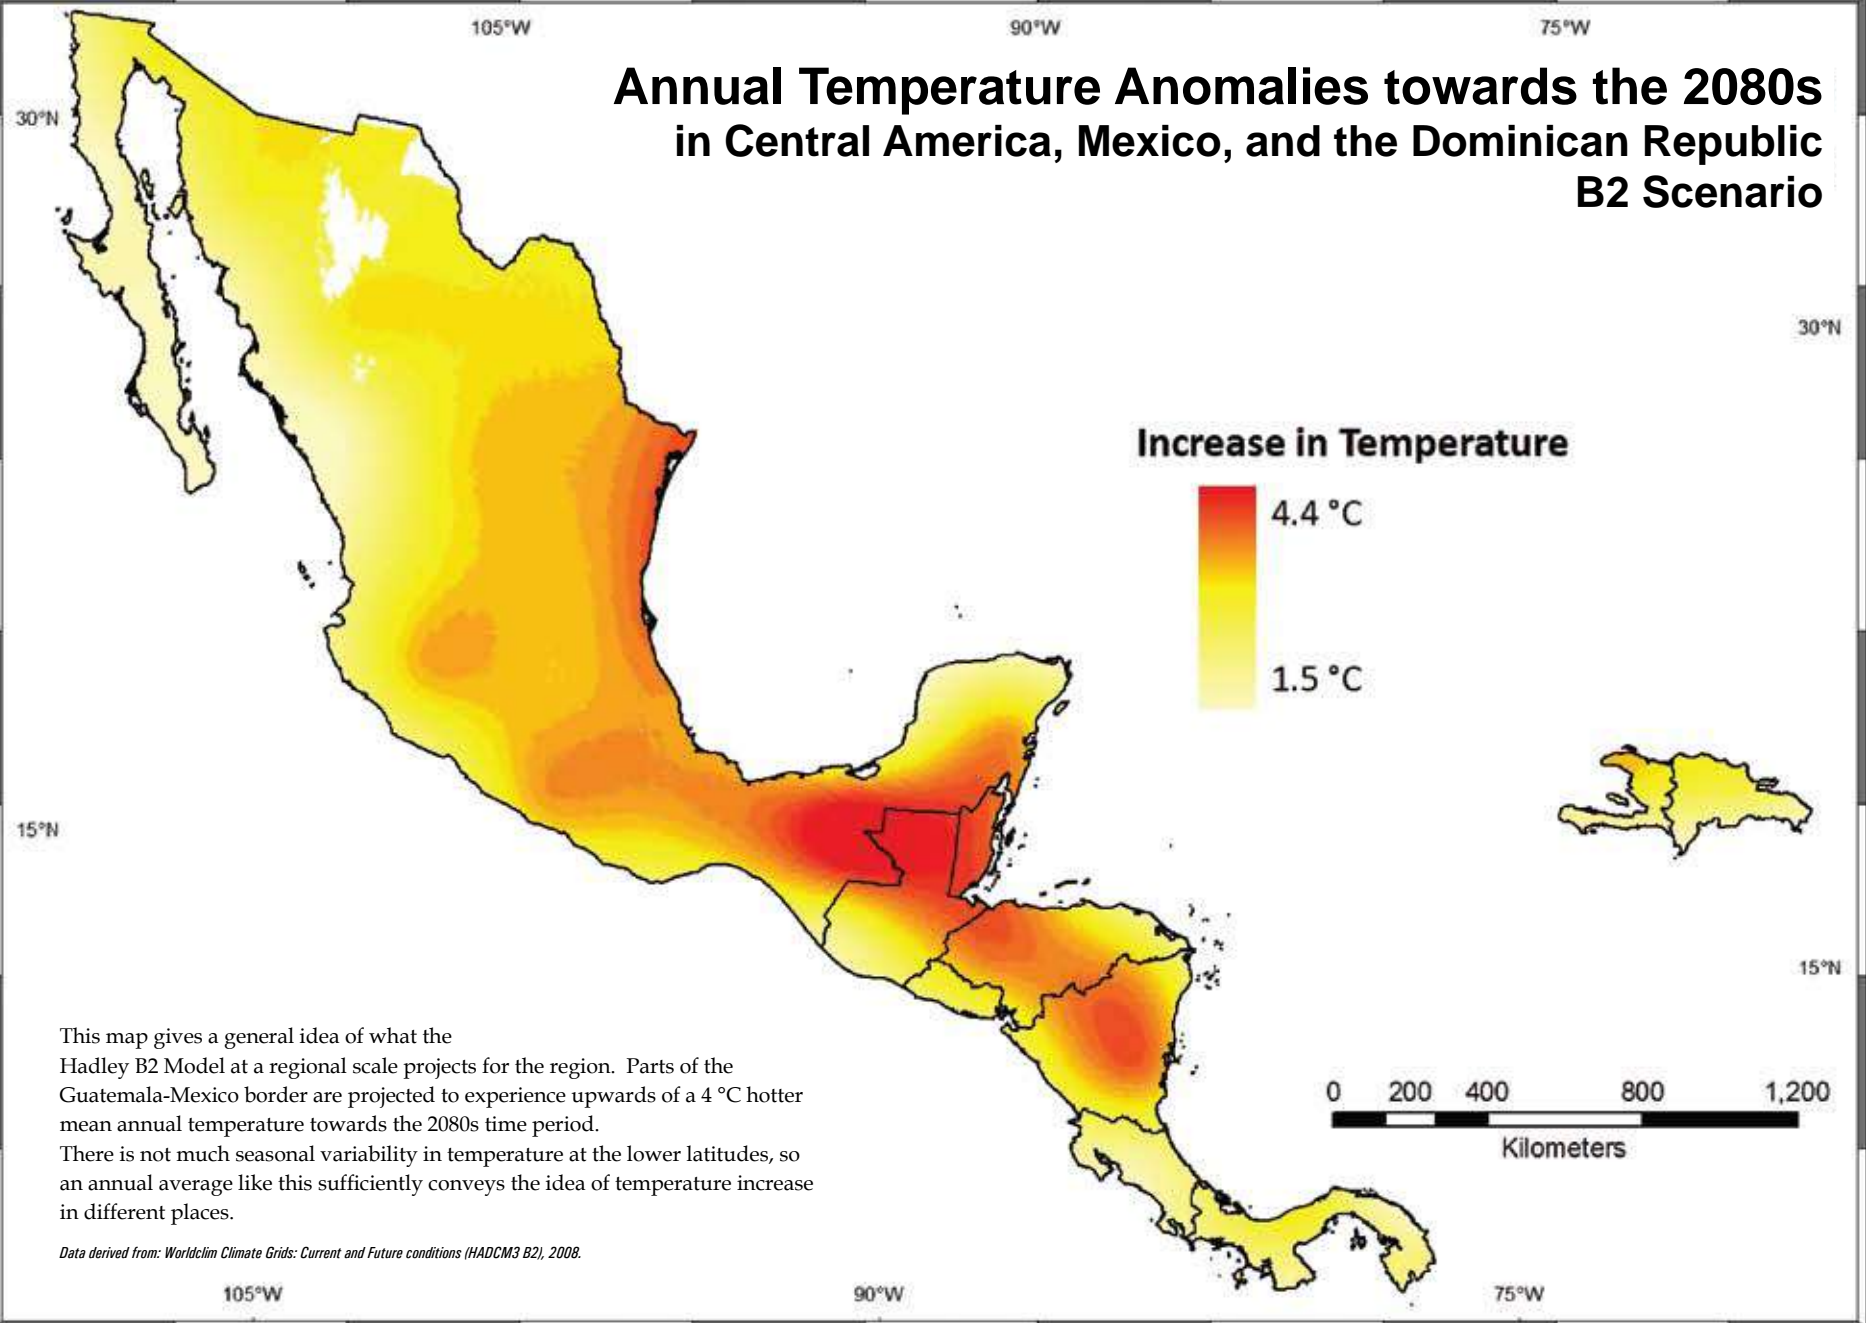 105°W 90°W 75°W
Annual Temperature Anomalies towards the 2080s
in Central America, Mexico, and the Dominican Republic
B2 Scenario
30°N
30°N
Increase in Temperature
4.4 °C
1.5 °C
15°N
15°N
This map gives a general idea of what the
Hadley B2 Model at a regional scale projects for the region. Parts of the
Guatemala-Mexico border are projected to experience upwards of a 4 °C hotter
mean annual temperature towards the 2080s time period.
There is not much seasonal variability in temperature at the lower latitudes, so
an annual average like this sufficiently conveys the idea of temperature increase
in different places.
Data derived from: Worldclim Climate Grids: Current and Future conditions (HADCM3 B2), 2008.
0 200 400 800 1,200
Kilometers
105°W 90°W 75°W